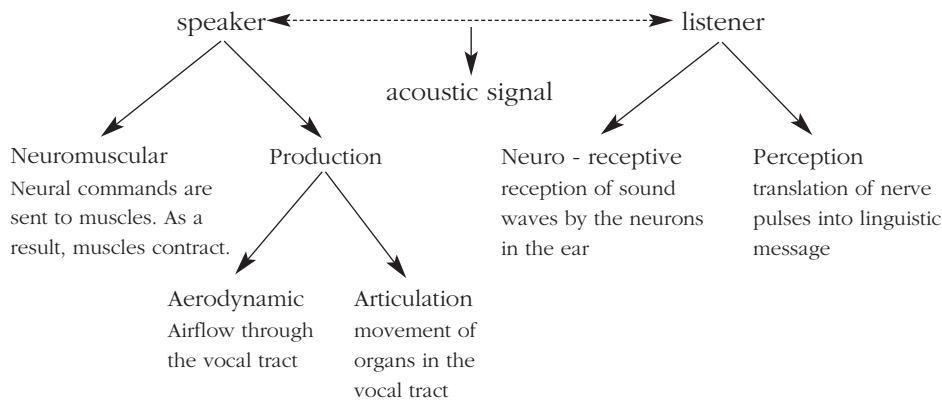 speaker
listener
acoustic signal
Neuromuscular
Neural commands are
sent to muscles. As a
result, muscles contract.
Production
Neuro - receptive
reception of sound
waves by the neurons
in the ear
Perception
translation of nerve
pulses into linguistic
message
Aerodynamic
Airflow through
the vocal tract
Articulation
movement of
organs in the
vocal tract